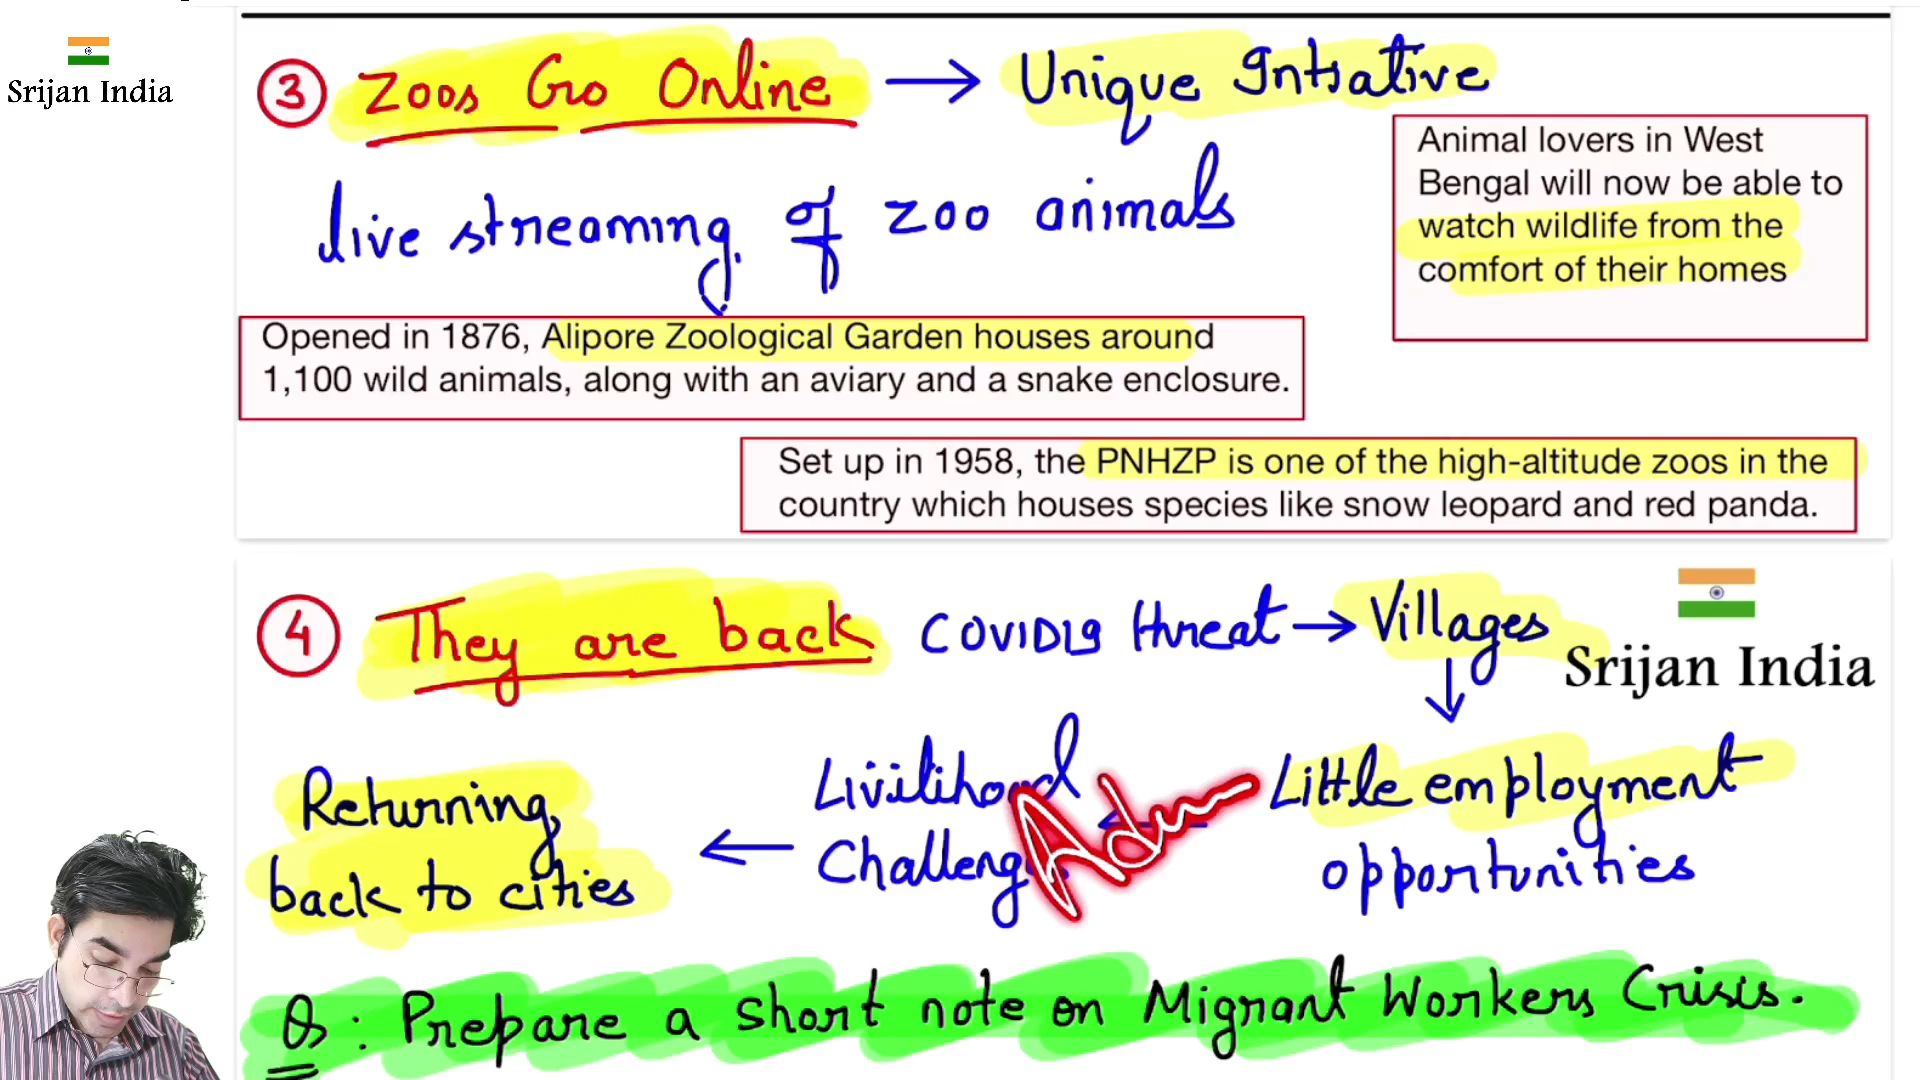 Srijan India
3 Zoos Go Online → Unique Intiative
live streaming of zoo animals
Animal lovers in West
Bengal will now be able to
watch wildlife from the
comfort of their homes
Opened in 1876, Alipore Zoological Garden houses around
1,100 wild animals, along with an aviary and a snake enclosure.
Set up in 1958, the PNHZP is one of the high-altitude zoos in the
country which houses species like snow leopard and red panda.
4 They are back COVID19 threat → Villages
Srijan India
Little employment
opportunities
Livilihood
Returning
back to cities
Q: Prepare a short note on Migrant Workers Crisis.